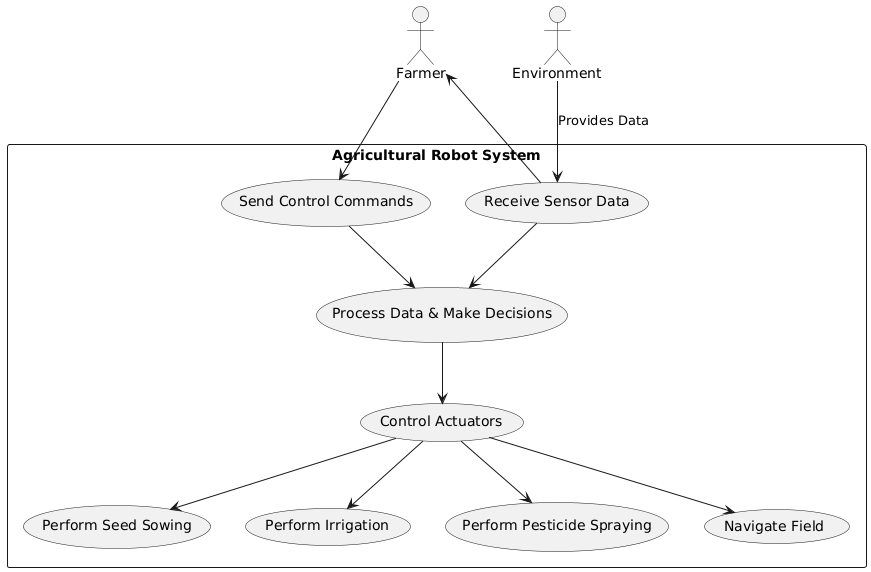 Farmer
Environment
Provides Data
Agricultural Robot System
Send Control Commands
Receive Sensor Data
Process Data & Make Decisions
Control Actuators
Perform Seed Sowing
Perform Irrigation
Perform Pesticide Spraying
Navigate Field